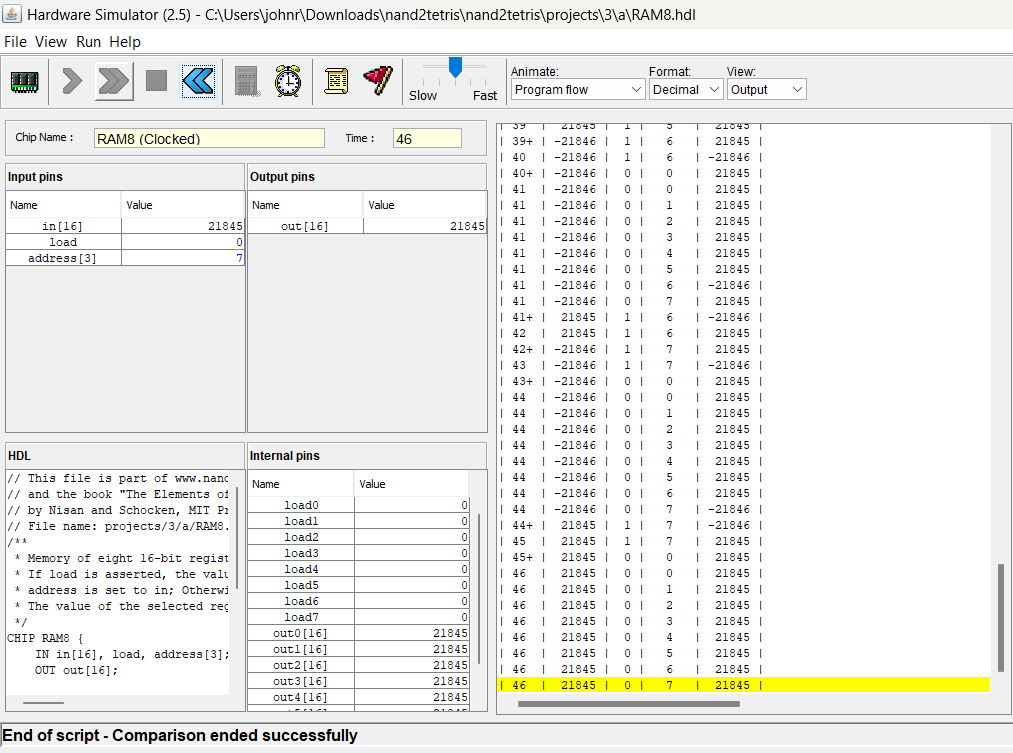 Hardware Simulator (2.5) - C:\Users\johnr\Downloads\nand2tetris\nand2tetris\projects\3\a\RAM8.hdl
File View Run Help
Slow Fast
Animate:
Program flow
Format:
Decimal
View:
Output
Chip Name : RAM8 (Clocked) Time : 46
Input pins
Name Value
in[16] 21845
load 0
address[3] 7
Output pins
Name Value
out[16] 21845
HDL
// This file is part of www.nand
// and the book "The Elements of
// by Nisan and Schocken, MIT Pr
// File name: projects/3/a/RAM8.
/**
* Memory of eight 16-bit regist
* If load is asserted, the valu
* address is set to in; Otherwi
* The value of the selected reg
*/
CHIP RAM8 {
IN in[16], load, address[3];
OUT out[16];
Internal pins
Name Value
load0 0
load1 0
load2 0
load3 0
load4 0
load5 0
load6 0
load7 0
out0[16] 21845
out1[16] 21845
out2[16] 21845
out3[16] 21845
out4[16] 21845
| 39 | 21845 | 1 | 5 | 21845 |
| 39+ | -21846 | 1 | 6 | 21845 |
| 40 | -21846 | 1 | 6 | -21846 |
| 40+ | -21846 | 0 | 0 | 21845 |
| 41 | -21846 | 0 | 0 | 21845 |
| 41 | -21846 | 0 | 1 | 21845 |
| 41 | -21846 | 0 | 2 | 21845 |
| 41 | -21846 | 0 | 3 | 21845 |
| 41 | -21846 | 0 | 4 | 21845 |
| 41 | -21846 | 0 | 5 | 21845 |
| 41 | -21846 | 0 | 6 | -21846 |
| 41 | -21846 | 0 | 7 | 21845 |
| 41+ | 21845 | 1 | 6 | -21846 |
| 42 | 21845 | 1 | 6 | 21845 |
| 42+ | -21846 | 1 | 7 | 21845 |
| 43 | -21846 | 1 | 7 | -21846 |
| 43+ | -21846 | 0 | 0 | 21845 |
| 44 | -21846 | 0 | 0 | 21845 |
| 44 | -21846 | 0 | 1 | 21845 |
| 44 | -21846 | 0 | 2 | 21845 |
| 44 | -21846 | 0 | 3 | 21845 |
| 44 | -21846 | 0 | 4 | 21845 |
| 44 | -21846 | 0 | 5 | 21845 |
| 44 | -21846 | 0 | 6 | 21845 |
| 44 | -21846 | 0 | 7 | -21846 |
| 44+ | 21845 | 1 | 7 | -21846 |
| 45 | 21845 | 1 | 7 | 21845 |
| 45+ | 21845 | 0 | 0 | 21845 |
| 46 | 21845 | 0 | 0 | 21845 |
| 46 | 21845 | 0 | 1 | 21845 |
| 46 | 21845 | 0 | 2 | 21845 |
| 46 | 21845 | 0 | 3 | 21845 |
| 46 | 21845 | 0 | 4 | 21845 |
| 46 | 21845 | 0 | 5 | 21845 |
| 46 | 21845 | 0 | 6 | 21845 |
| 46 | 21845 | 0 | 7 | 21845 |
End of script - Comparison ended successfully